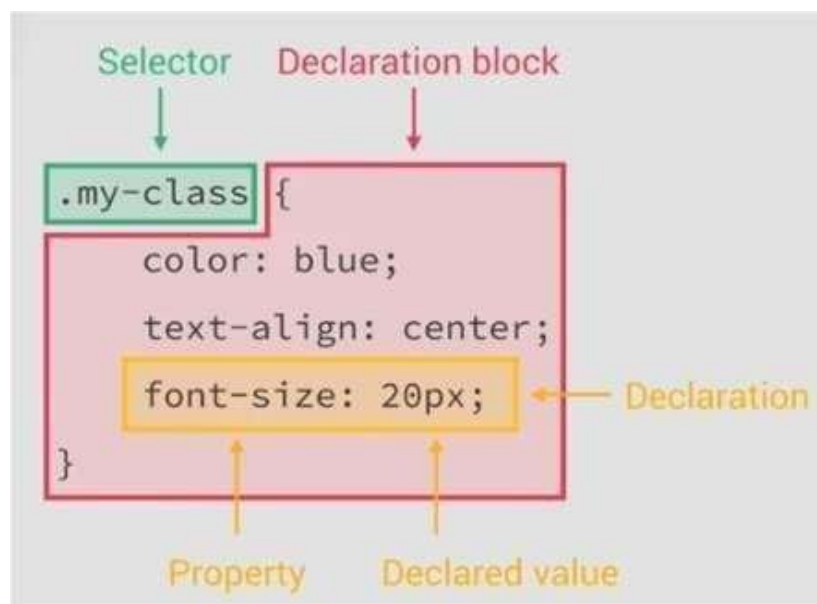 Selector Declaration block
.my-class {
color: blue;
text-align: center;
font-size: 20px;
Declaration
}
Property Declared value